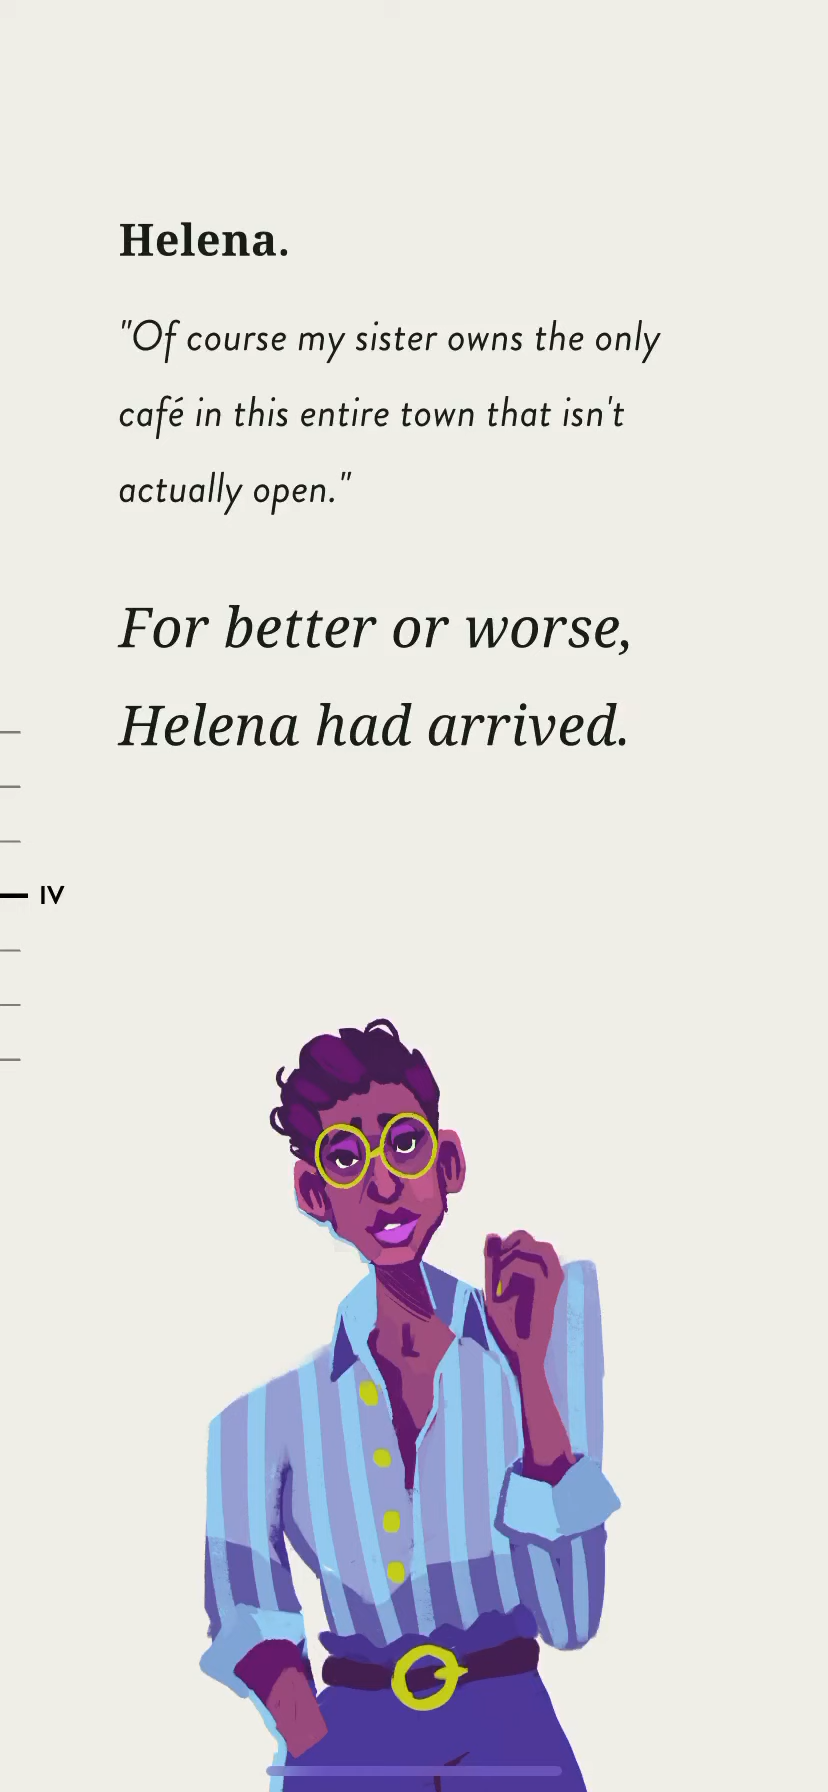 Helena.
"Of course my sister owns the only
café in this entire town that isn't
actually open."
For better or worse,
Helena had arrived.
IV